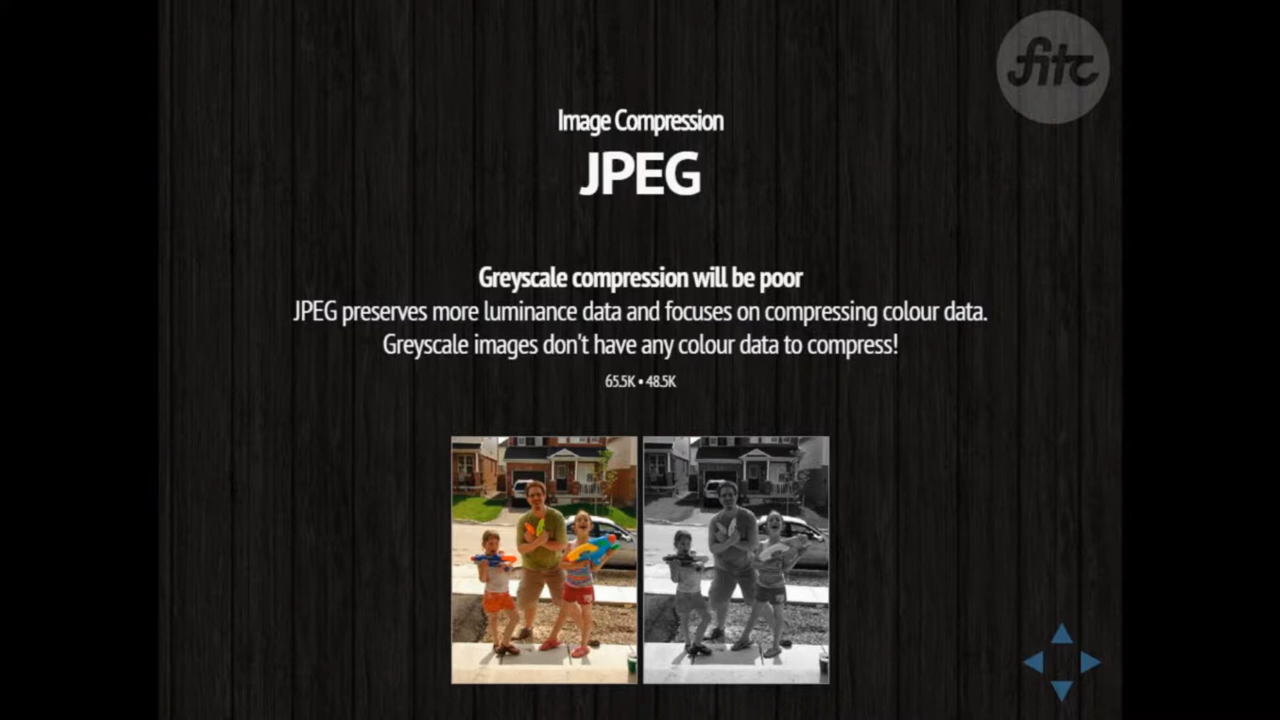 fitc
Image Compression
JPEG
Greyscale compression will be poor
JPEG preserves more luminance data and focuses on compressing colour data.
Greyscale images don't have any colour data to compress!
65.5K • 48.5K